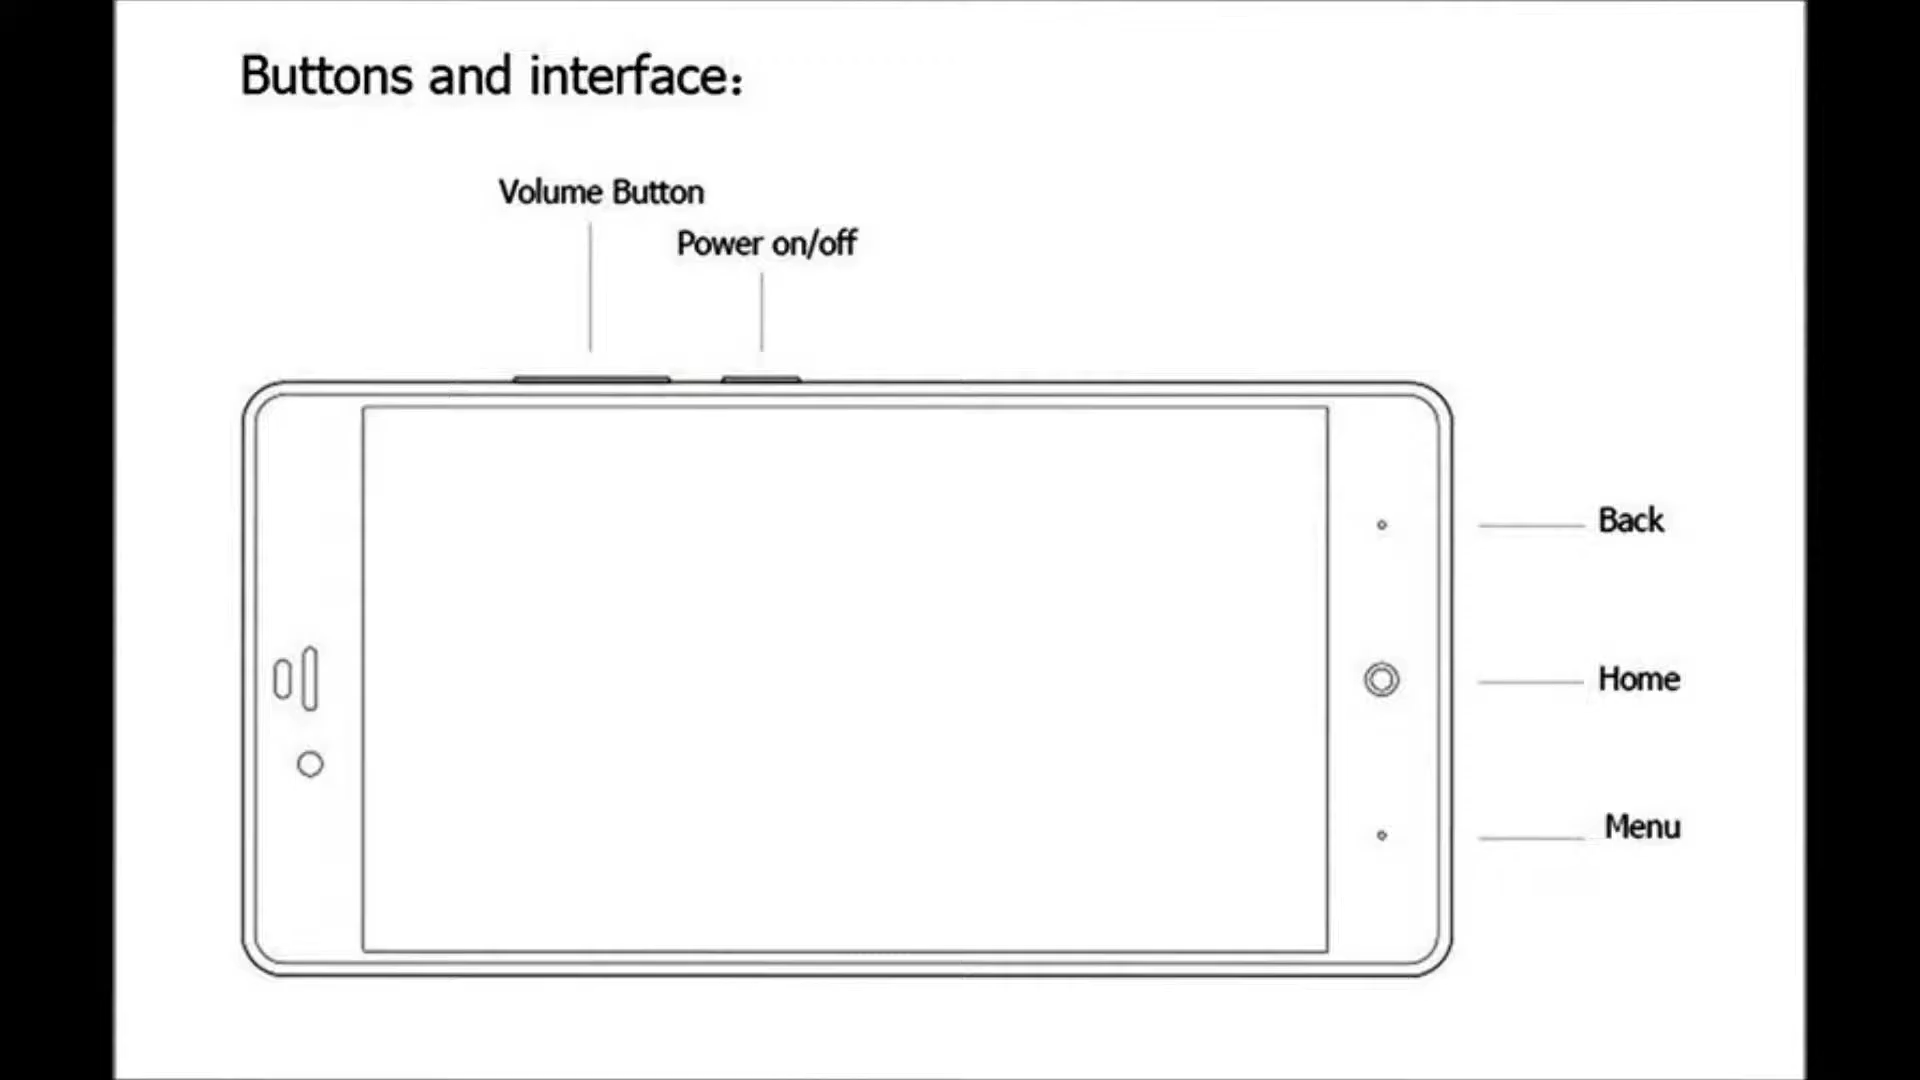 Buttons and interface:
Volume Button
Power on/off
Back
Home
Menu